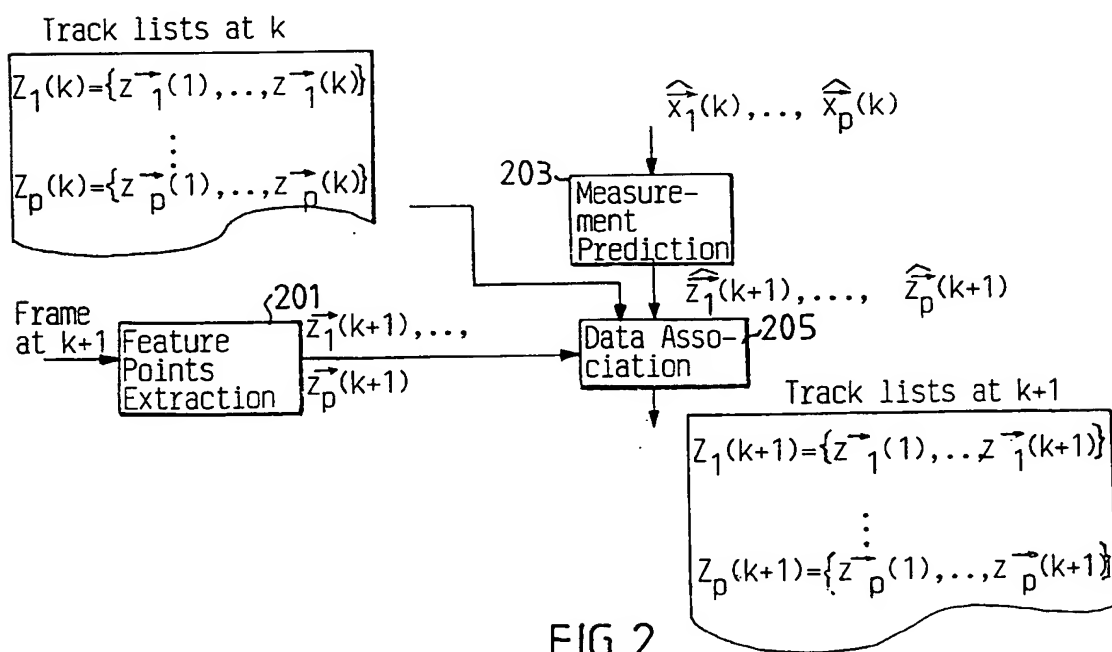 Track lists at k
Z₁(k)={z⃗₁(1),..,z⃗₁(k)}
⋮
Zₚ(k)={z⃗ₚ(1),..,z⃗ₚ(k)}
x̂⃗₁(k),.., x̂⃗ₚ(k)
203
Measure-
ment
Prediction
ẑ⃗₁(k+1),..., ẑ⃗ₚ(k+1)
Frame
at k+1
201
Feature
Points
Extraction
z⃗₁(k+1),..,
z⃗ₚ(k+1)
205
Data Asso-
ciation
Track lists at k+1
Z₁(k+1)={z⃗₁(1),..,z⃗₁(k+1)}
⋮
Zₚ(k+1)={z⃗ₚ(1),..,z⃗ₚ(k+1)}
FIG.2